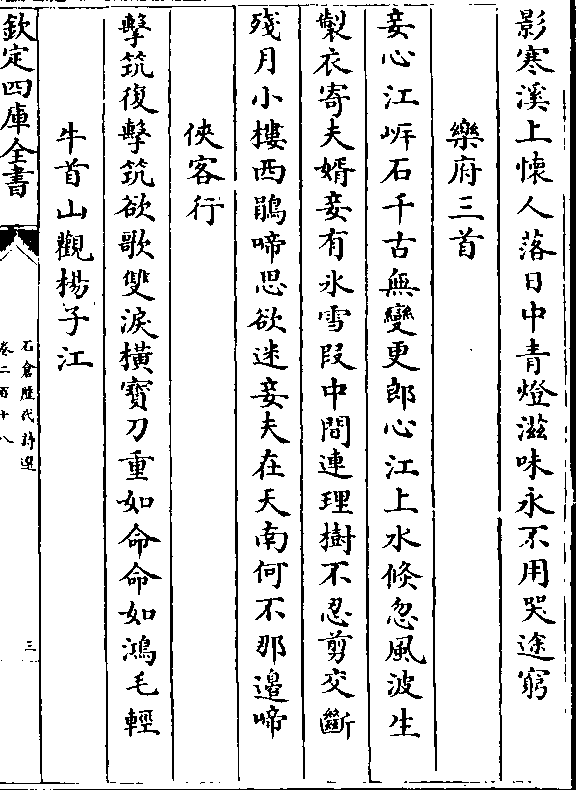 影寒溪上懷人落日中青燈滋味永不用哭途窮
樂府三首
妾心江岍石千古無變更郎心江上水倐忽風波生
製衣寄夫婿妾有氷雪段中間連理樹不忍剪交斷
殘月小樓西鵑啼思欲迷妾夫在天南何不那邉啼
俠客行
擊筑復擊筑欲歌雙淚橫寳刀重如命命如鴻毛輕
牛首山觀楊子江
欽定四庫全書
石倉歴代詩選
卷二百十八
三